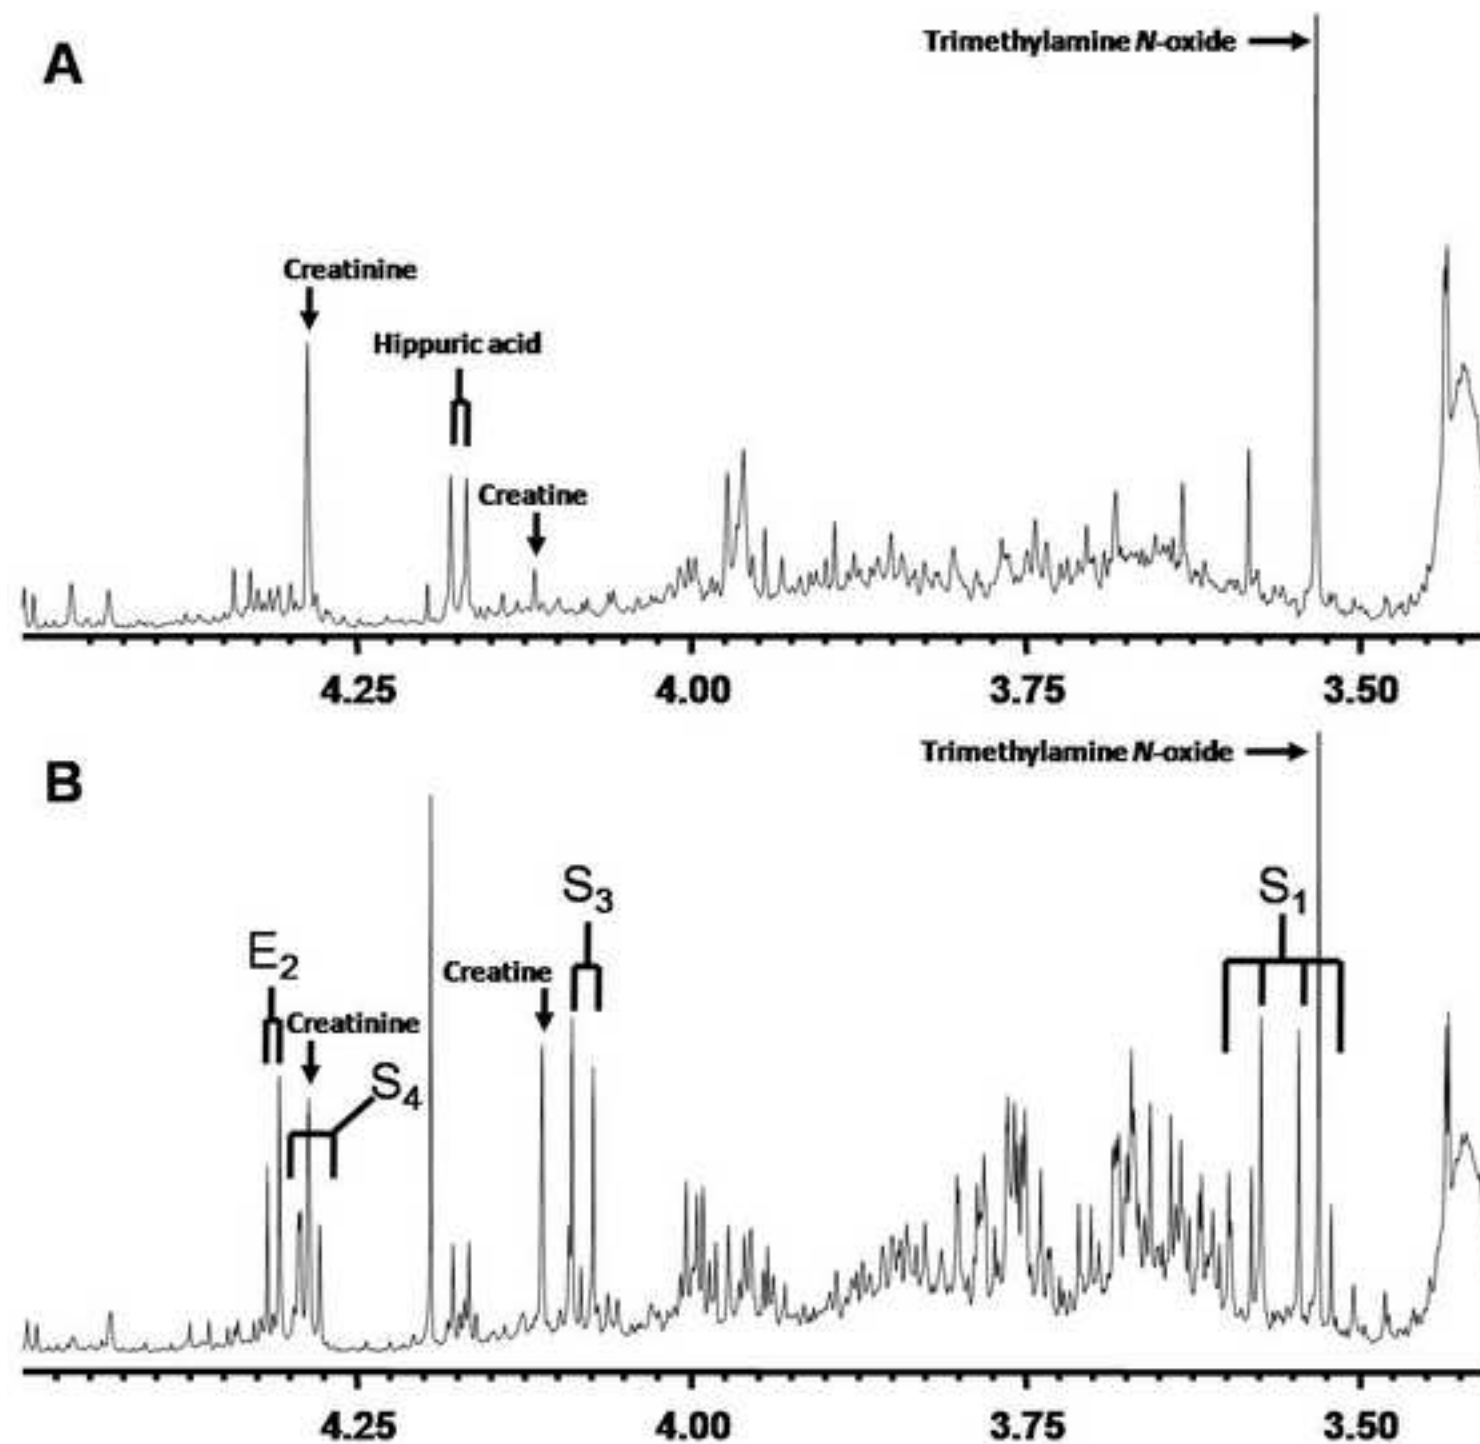 A
Trimethylamine N-oxide
Creatinine
Hippuric acid
Creatine
4.25 4.00 3.75 3.50
B
Trimethylamine N-oxide
S3
S1
E2
Creatine
Creatinine
S4
4.25 4.00 3.75 3.50